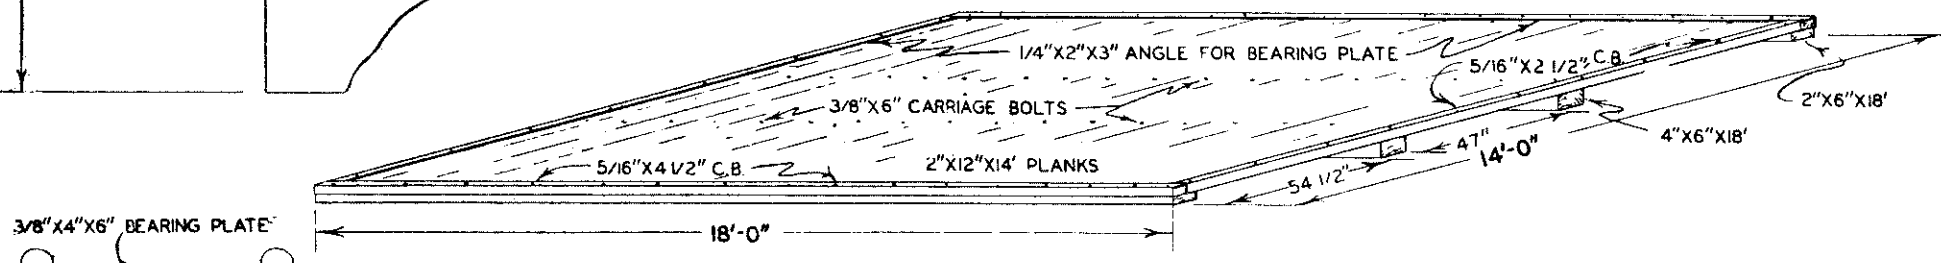 1/4"X2"X3" ANGLE FOR BEARING PLATE
5/16"X2 1/2" C.B.
3/8"X6" CARRIAGE BOLTS
2"X6"X18'
4"X6"X18'
47"
14'-0"
5/16"X4 1/2" C.B.
2"X12"X14' PLANKS
54 1/2"
3/8"X4"X6" BEARING PLATE
18'-0"